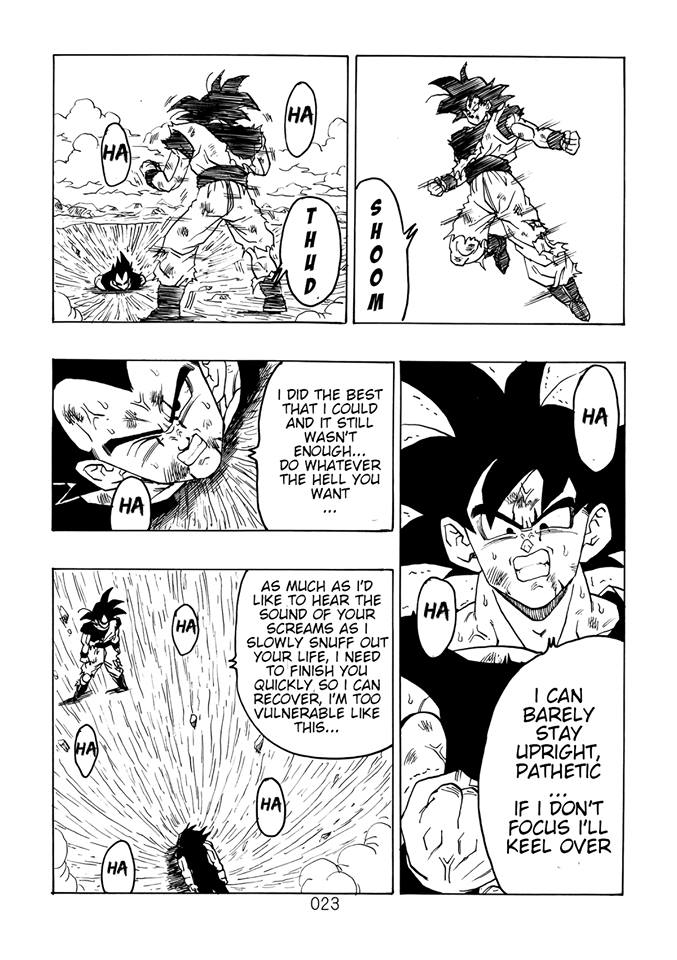 SHOOM
HA
HA
THUD
HA
HA
I CAN
BARELY
STAY
UPRIGHT,
PATHETIC
...
IF I DON'T
FOCUS I'LL
KEEL OVER
I DID THE BEST
THAT I COULD
AND IT STILL
WASN'T
ENOUGH...
DO WHATEVER
THE HELL YOU
WANT
...
HA
AS MUCH AS I'D
LIKE TO HEAR THE
SOUND OF YOUR
SCREAMS AS I
SLOWLY SNUFF OUT
YOUR LIFE, I NEED
TO FINISH YOU
QUICKLY SO I CAN
RECOVER, I'M TOO
VULNERABLE LIKE
THIS...
HA
HA
HA
HA
023